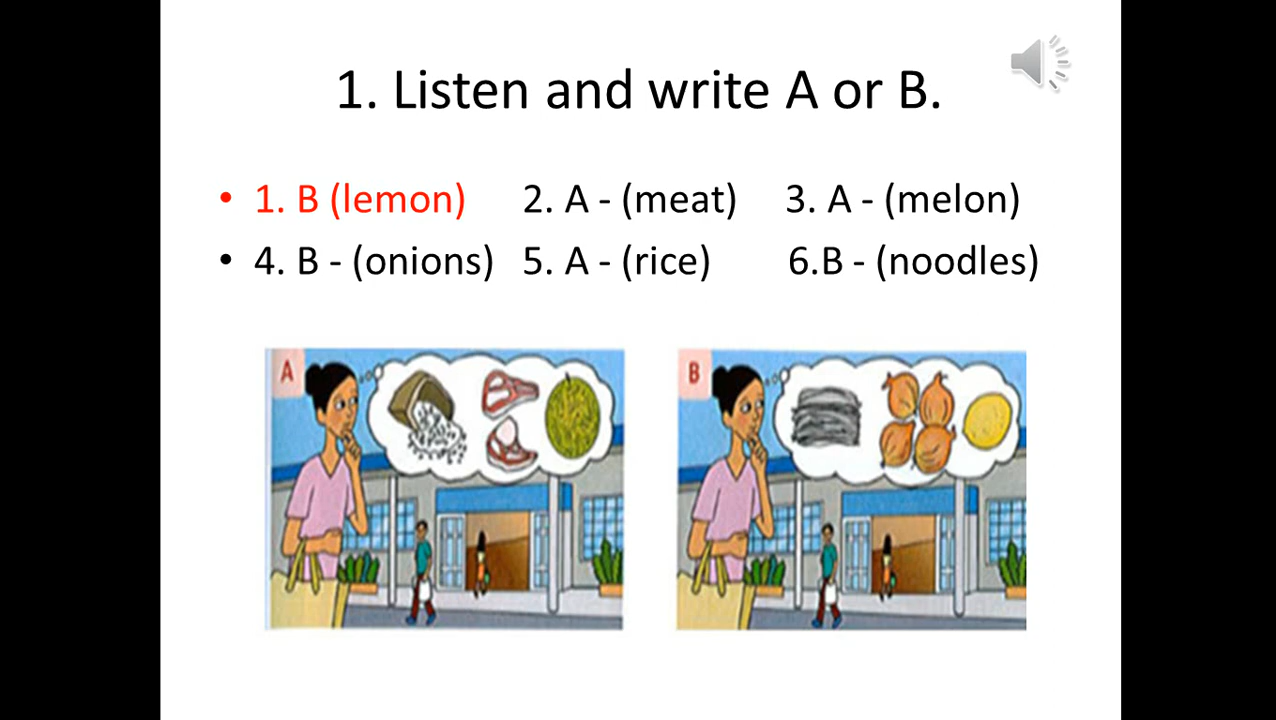 1. Listen and write A or B.
• 1. B (lemon) 2. A - (meat) 3. A - (melon)
• 4. B - (onions) 5. A - (rice) 6.B - (noodles)
A
B